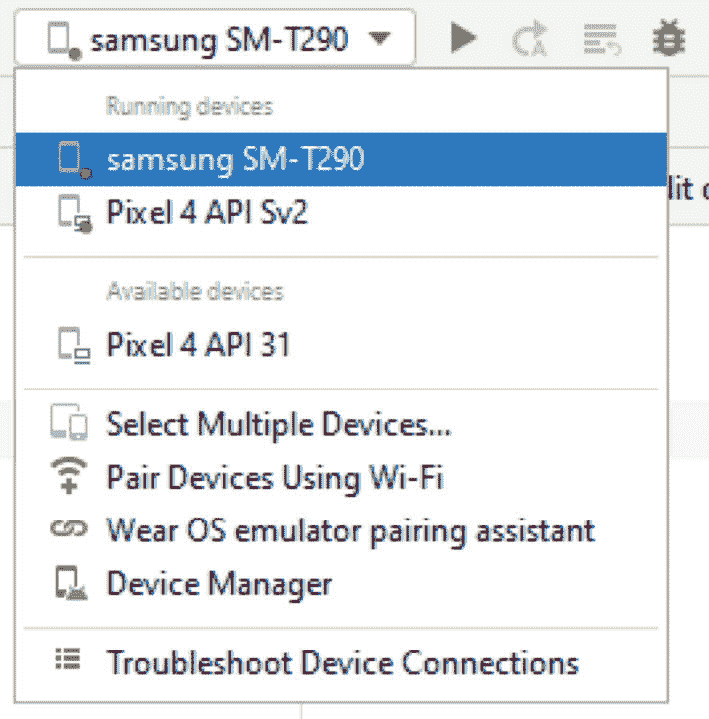 samsung SM-T290
Running devices
samsung SM-T290
Pixel 4 API Sv2
Available devices
Pixel 4 API 31
Select Multiple Devices...
Pair Devices Using Wi-Fi
Wear OS emulator pairing assistant
Device Manager
Troubleshoot Device Connections